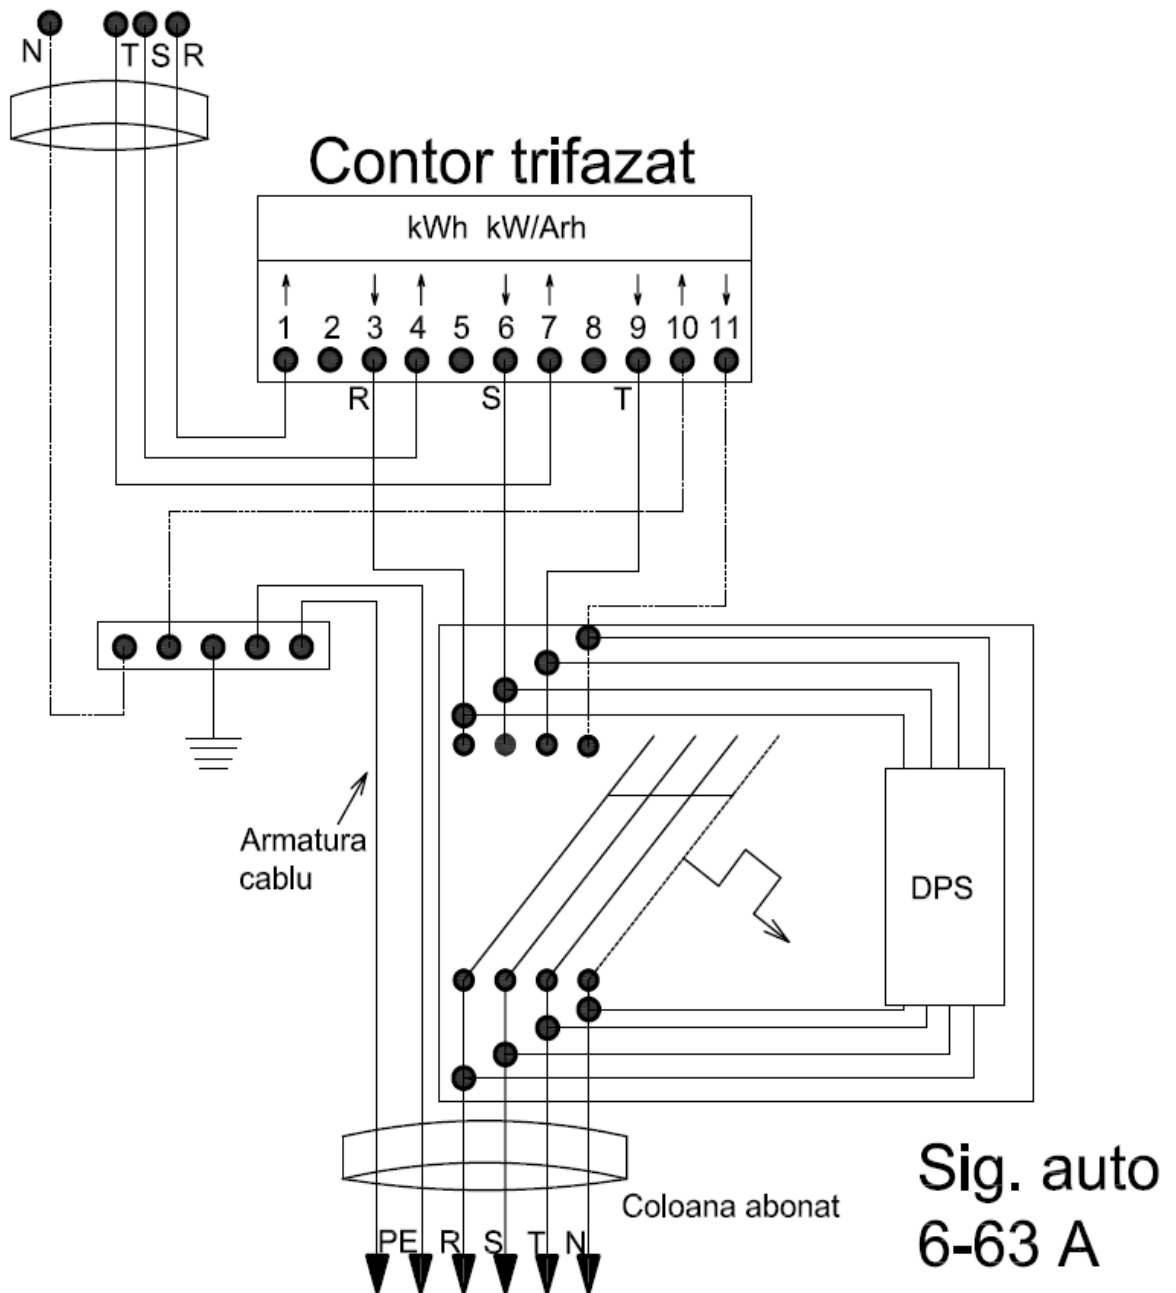 N T S R
Contor trifazat
kWh kW/Arh
1 2 3 4 5 6 7 8 9 10 11
R S T
Armatura
cablu
DPS
Coloana abonat
PE R S T N
Sig. auto
6-63 A